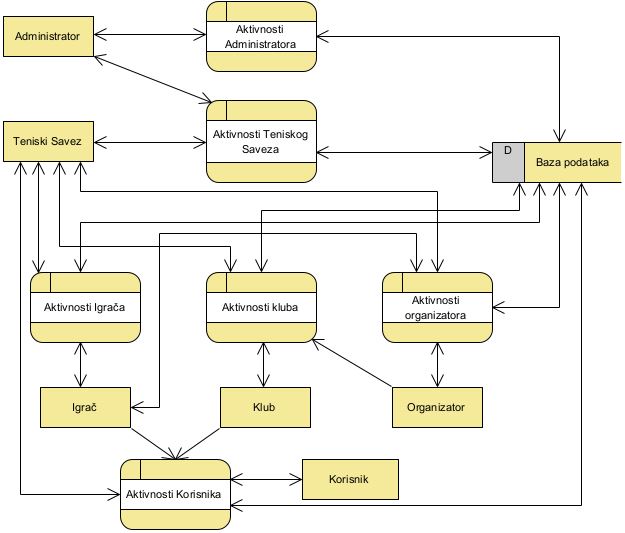 Administrator
Aktivnosti
Administratora
Teniski Savez
Aktivnosti Teniskog
Saveza
D
Baza podataka
Aktivnosti Igrača
Aktivnosti kluba
Aktivnosti
organizatora
Igrač
Klub
Organizator
Aktivnosti Korisnika
Korisnik